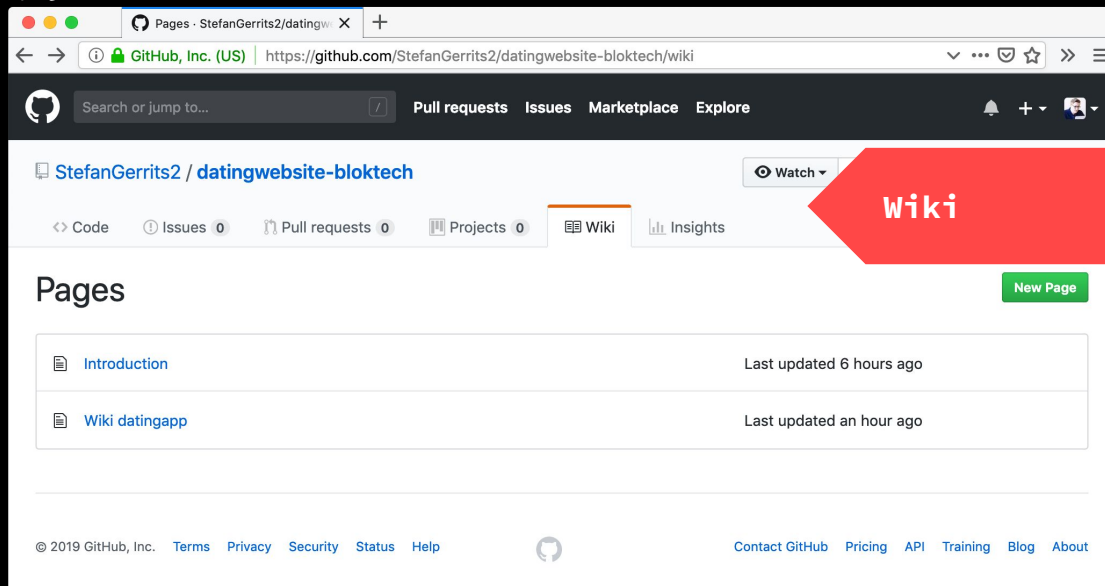 Pages · StefanGerrits2/datingw
GitHub, Inc. (US) https://github.com/StefanGerrits2/datingwebsite-bloktech/wiki
Search or jump to... / Pull requests Issues Marketplace Explore
StefanGerrits2 / datingwebsite-bloktech Watch
Wiki
Code Issues 0 Pull requests 0 Projects 0 Wiki Insights
Pages New Page
Introduction Last updated 6 hours ago
Wiki datingapp Last updated an hour ago
© 2019 GitHub, Inc. Terms Privacy Security Status Help Contact GitHub Pricing API Training Blog About